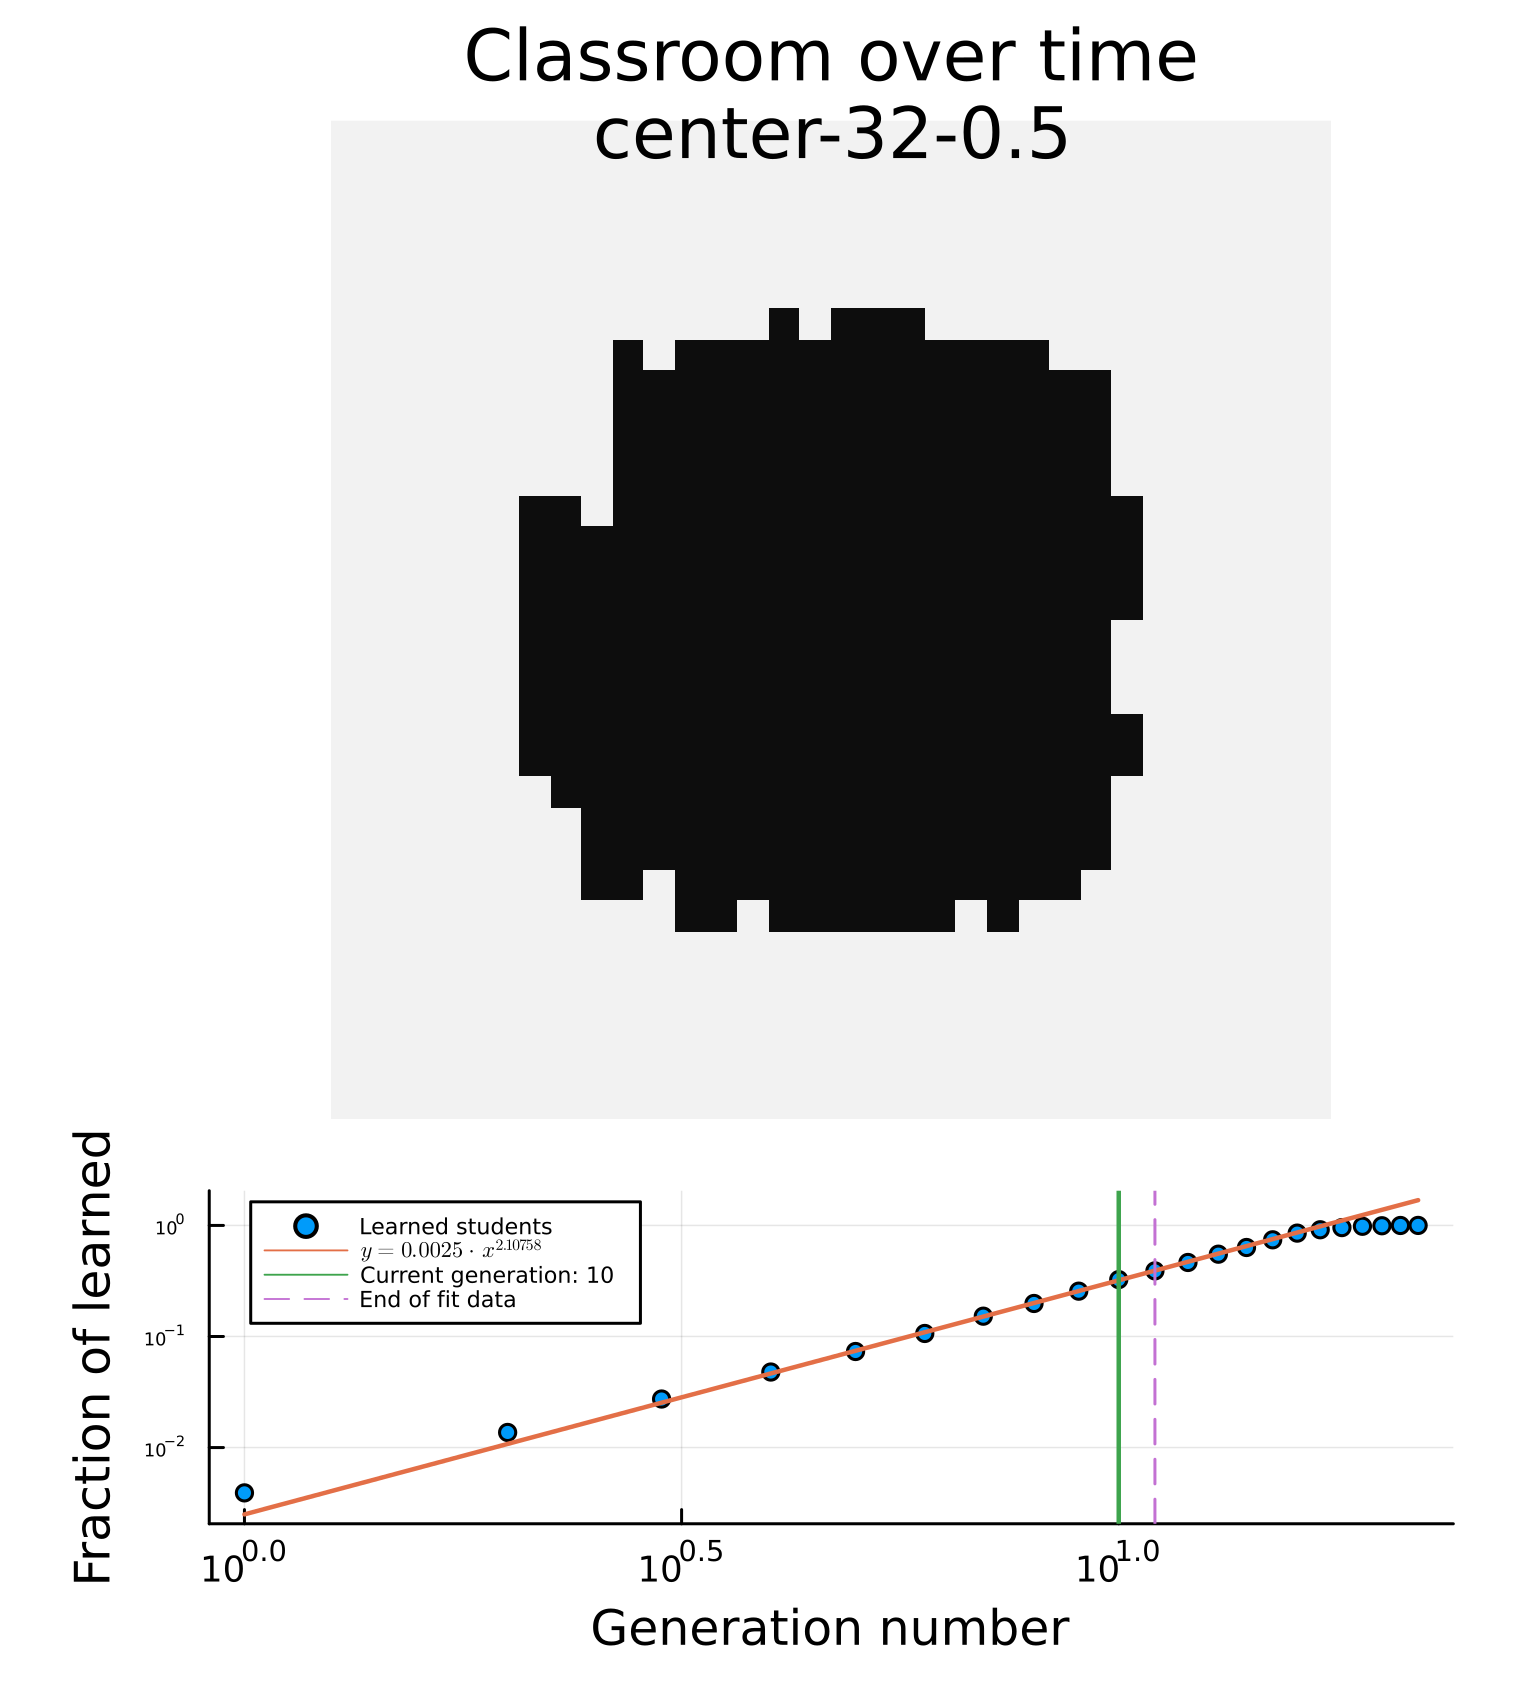 Classroom over time
center-32-0.5
Fraction of learned
10⁰
10⁻¹
10⁻²
Learned students
y = 0.0025 · x^2.10758
Current generation: 10
End of fit data
10^0.0
10^0.5
10^1.0
Generation number